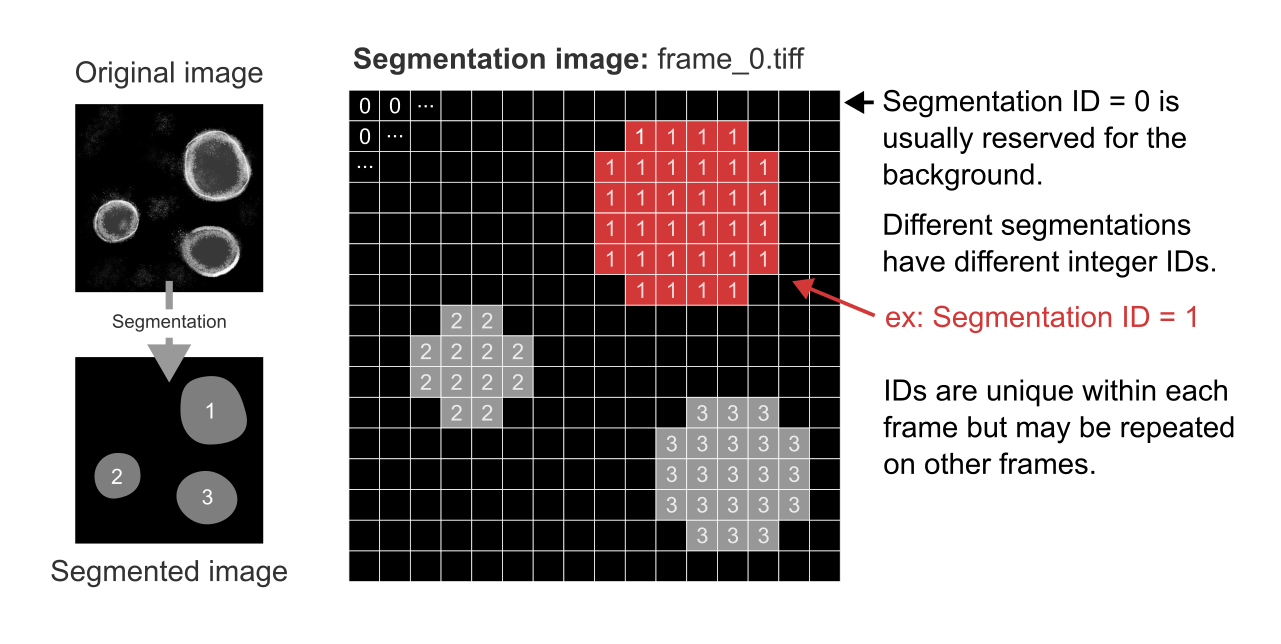 Original image
Segmentation
1
2
3
Segmented image
Segmentation image: frame_0.tiff
0 0 ...
0 ... 1 1 1 1
... 1 1 1 1 1 1
1 1 1 1 1 1
1 1 1 1 1 1
1 1 1 1 1 1
1 1 1 1
2 2
2 2 2 2
2 2 2 2
2 2 3 3 3
3 3 3 3 3
3 3 3 3 3
3 3 3 3 3
3 3 3
Segmentation ID = 0 is
usually reserved for the
background.
Different segmentations
have different integer IDs.
ex: Segmentation ID = 1
IDs are unique within each
frame but may be repeated
on other frames.